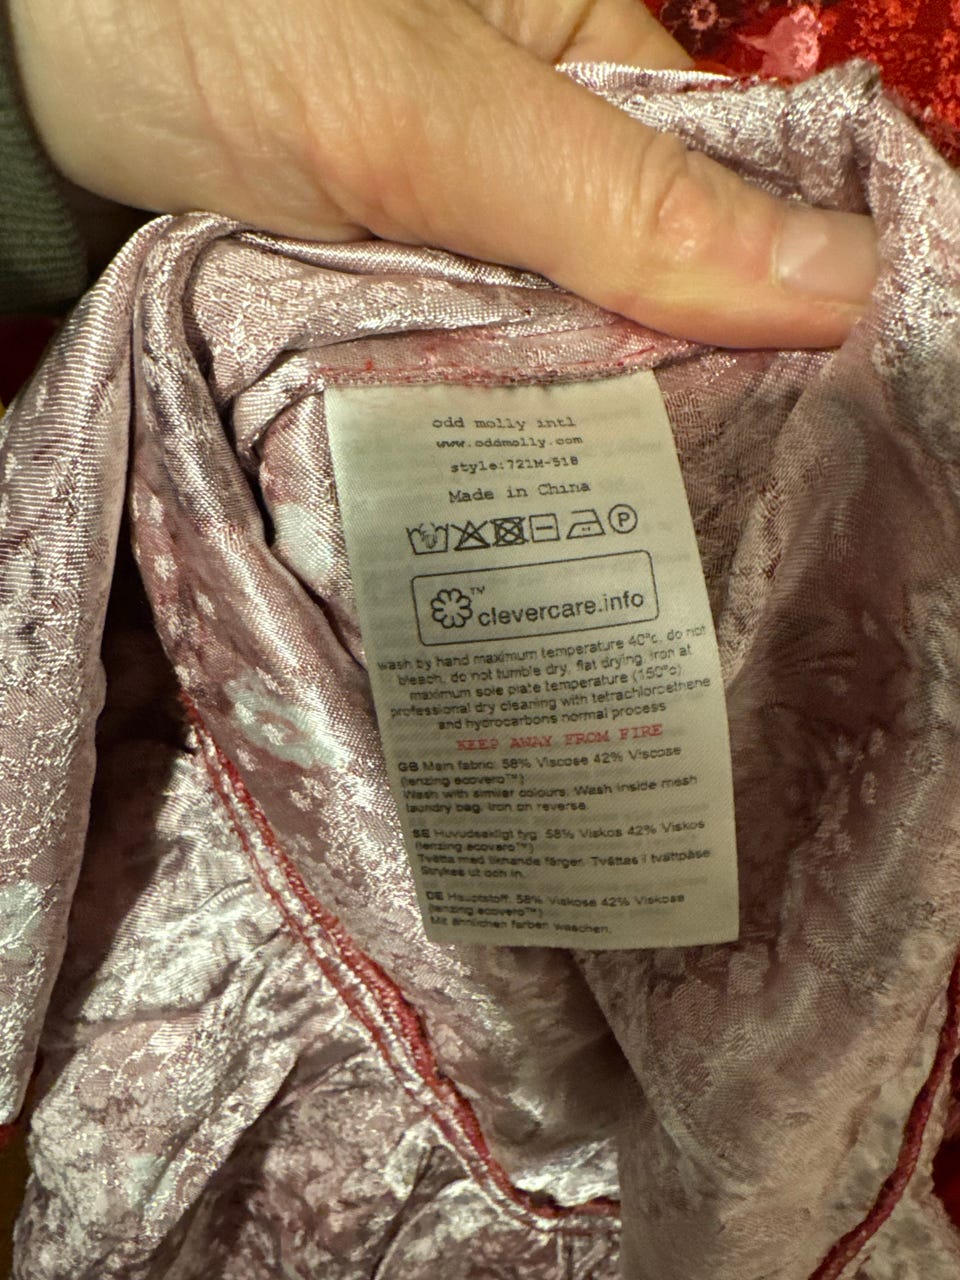 odd molly intl
www.oddmolly.com
style:721M-518
Made in China
P
™ clevercare.info
wash by hand maximum temperature 40°c, do not
bleach, do not tumble dry, flat drying, iron at
maximum sole plate temperature (150°c)
professional dry cleaning with tetrachloroethene
and hydrocarbons normal process
KEEP AWAY FROM FIRE
GB Main fabric: 58% Viscose 42% Viscose
(lenzing ecovero™)
Wash with similar colours. Wash inside mesh
laundry bag. Iron on reverse.
SE Huvudsakligt tyg: 58% Viskos 42% Viskos
(lenzing ecovero™)
Tvätta med liknande färger. Tvättas i tvättpåse.
Strykes ut och in.
DE Hauptstoff: 58% Viskose 42% Viskose
(lenzing ecovero™)
Mit ähnlichen farben waschen.